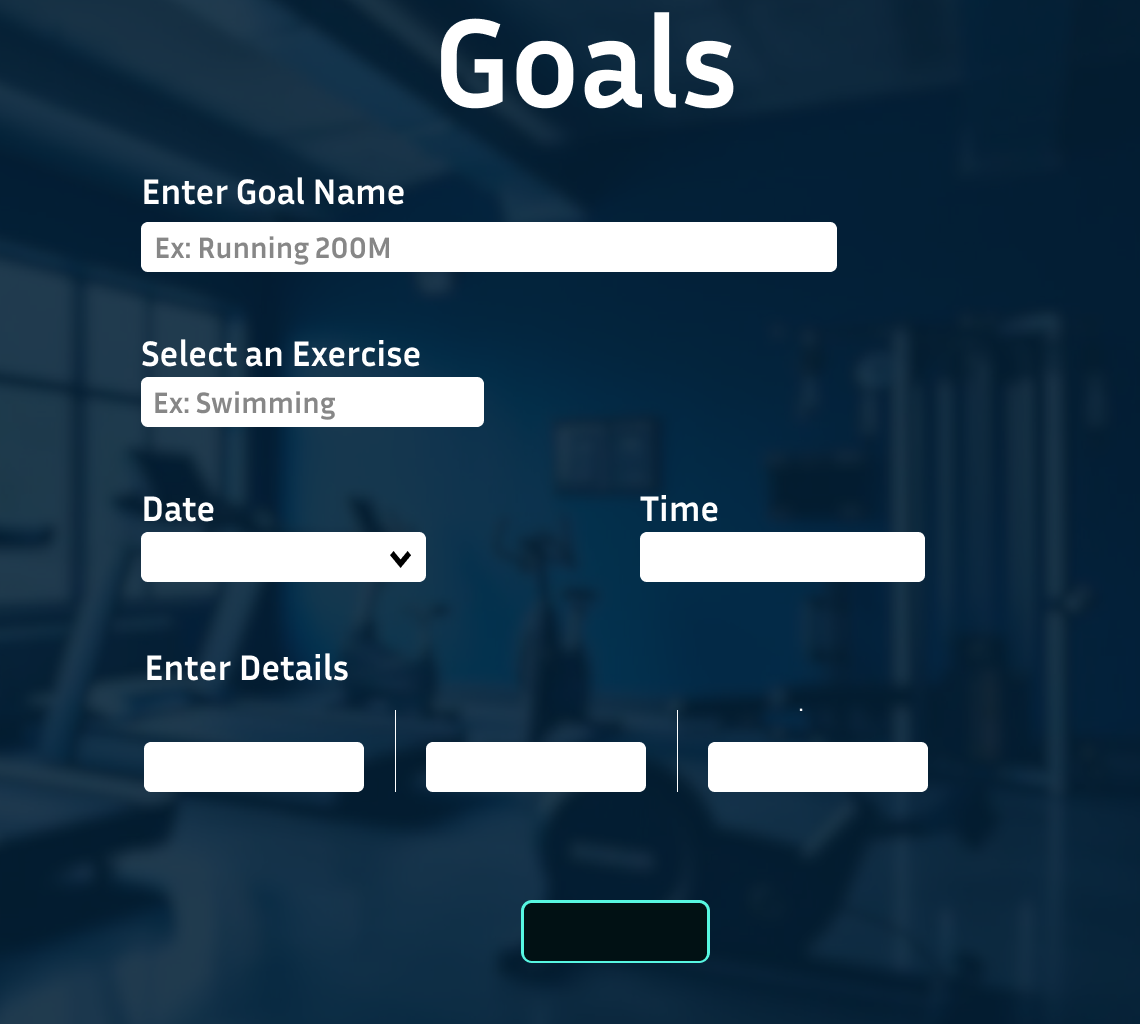 Goals
Enter Goal Name
Ex: Running 200M
Select an Exercise
Ex: Swimming
Date
Time
Enter Details